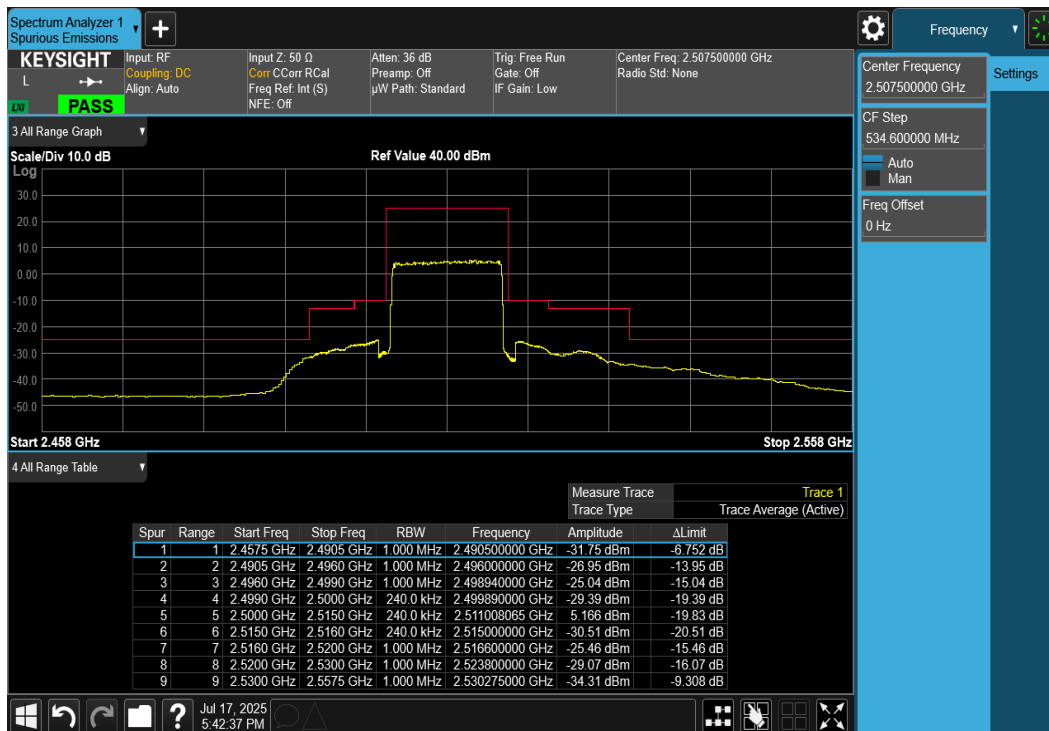 Spectrum Analyzer 1
Spurious Emissions
Frequency
KEYSIGHT
L
LXI
PASS
Input: RF
Coupling: DC
Align: Auto
Input Z: 50 Ω
Corr CCorr RCal
Freq Ref: Int (S)
NFE: Off
Atten: 36 dB
Preamp: Off
µW Path: Standard
Trig: Free Run
Gate: Off
IF Gain: Low
Center Freq: 2.507500000 GHz
Radio Std: None
Center Frequency
2.507500000 GHz
Settings
CF Step
534.600000 MHz
Auto
Man
Freq Offset
0 Hz
3 All Range Graph
Scale/Div 10.0 dB
Ref Value 40.00 dBm
Log
30.0
20.0
10.0
0.00
-10.0
-20.0
-30.0
-40.0
-50.0
Start 2.458 GHz
Stop 2.558 GHz
4 All Range Table
Measure Trace Trace 1
Trace Type Trace Average (Active)
Spur Range Start Freq Stop Freq RBW Frequency Amplitude ΔLimit
1 1 2.4575 GHz 2.4905 GHz 1.000 MHz 2.490500000 GHz -31.75 dBm -6.752 dB
2 2 2.4905 GHz 2.4960 GHz 1.000 MHz 2.496000000 GHz -26.95 dBm -13.95 dB
3 3 2.4960 GHz 2.4990 GHz 1.000 MHz 2.498940000 GHz -25.04 dBm -15.04 dB
4 4 2.4990 GHz 2.5000 GHz 240.0 kHz 2.499890000 GHz -29.39 dBm -19.39 dB
5 5 2.5000 GHz 2.5150 GHz 240.0 kHz 2.511008065 GHz 5.166 dBm -19.83 dB
6 6 2.5150 GHz 2.5160 GHz 240.0 kHz 2.515000000 GHz -30.51 dBm -20.51 dB
7 7 2.5160 GHz 2.5200 GHz 1.000 MHz 2.516600000 GHz -25.46 dBm -15.46 dB
8 8 2.5200 GHz 2.5300 GHz 1.000 MHz 2.523800000 GHz -29.07 dBm -16.07 dB
9 9 2.5300 GHz 2.5575 GHz 1.000 MHz 2.530275000 GHz -34.31 dBm -9.308 dB
Jul 17, 2025
5:42:37 PM